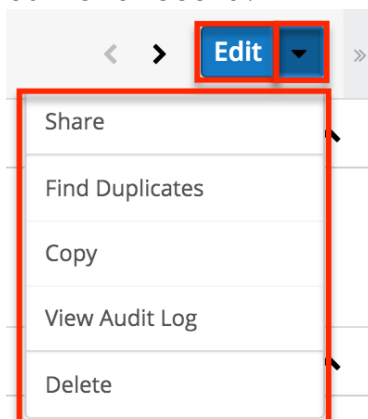 Edit
Share
Find Duplicates
Copy
View Audit Log
Delete